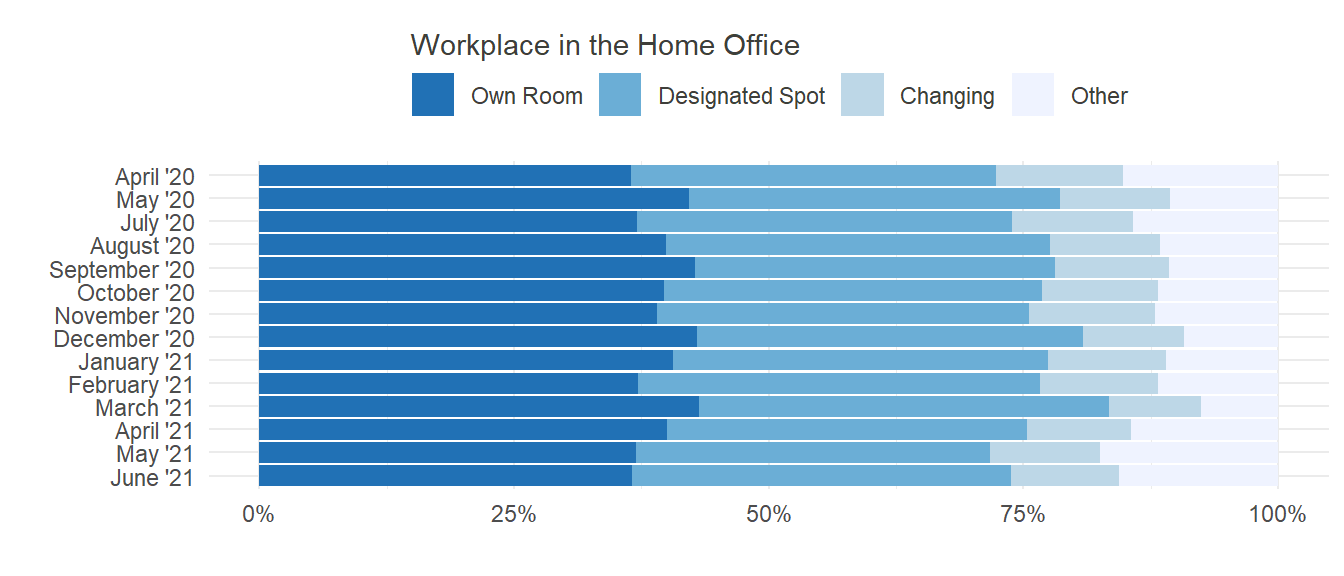 Workplace in the Home Office
Own Room Designated Spot Changing Other
April '20
May '20
July '20
August '20
September '20
October '20
November '20
December '20
January '21
February '21
March '21
April '21
May '21
June '21
0% 25% 50% 75% 100%